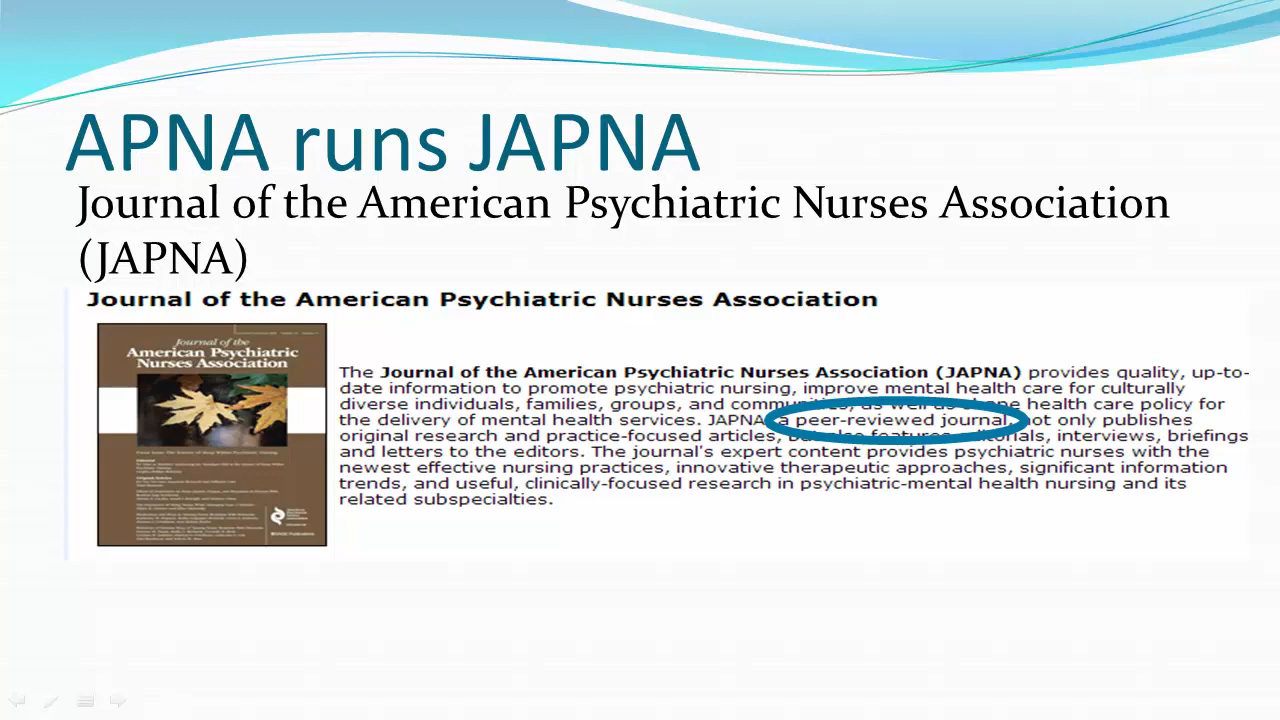 APNA runs JAPNA
Journal of the American Psychiatric Nurses Association
(JAPNA)
Journal of the American Psychiatric Nurses Association
Journal of the
American Psychiatric
Nurses Association
The Journal of the American Psychiatric Nurses Association (JAPNA) provides quality, up-to-
date information to promote psychiatric nursing, improve mental health care for culturally
diverse individuals, families, groups, and communities, as well as shape health care policy for
the delivery of mental health services. JAPNA, a peer-reviewed journal, not only publishes
original research and practice-focused articles, but also features editorials, interviews, briefings
and letters to the editors. The journal's expert content provides psychiatric nurses with the
newest effective nursing practices, innovative therapeutic approaches, significant information
trends, and useful, clinically-focused research in psychiatric-mental health nursing and its
related subspecialties.